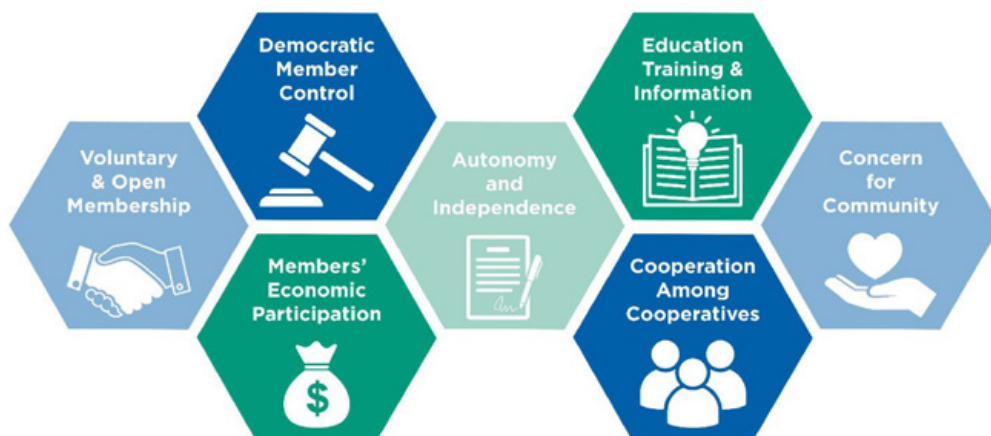 Voluntary
& Open
Membership
Democratic
Member
Control
Members’
Economic
Participation
$
Autonomy
and
Independence
Education
Training &
Information
Cooperation
Among
Cooperatives
Concern
for
Community